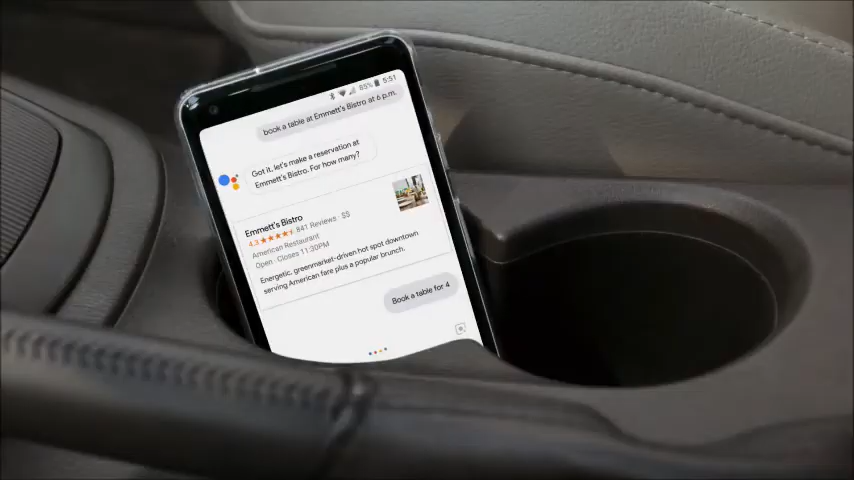 85% 5:51
book a table at Emmett's Bistro at 6 p.m.
Got it, let's make a reservation at
Emmett's Bistro. For how many?
Emmett's Bistro
4.3 841 Reviews · $$
American Restaurant
Open · Closes 11:30PM
Energetic, greenmarket-driven hot spot downtown
serving American fare plus a popular brunch.
Book a table for 4